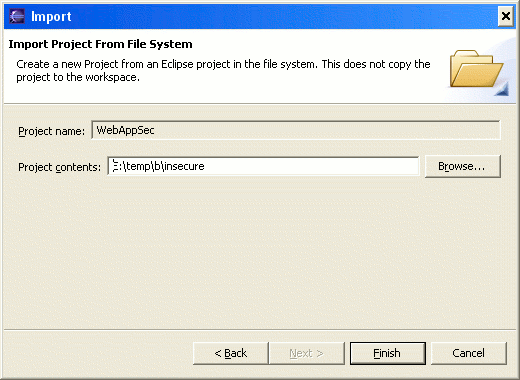 Import
Import Project From File System
Create a new Project from an Eclipse project in the file system. This does not copy the
project to the workspace.
Project name: WebAppSec
Project contents: E:\temp\b\insecure Browse...
< Back Next > Finish Cancel